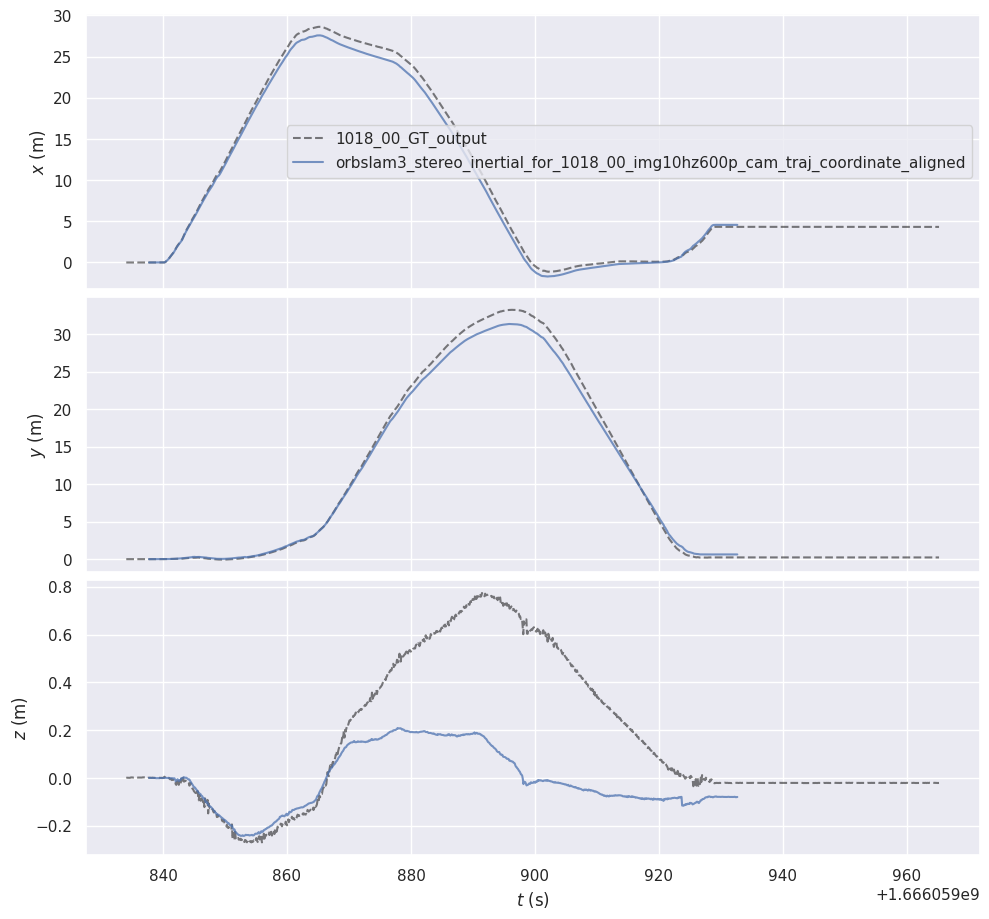 30
25
20
15
10
5
0
x (m)
1018_00_GT_output
orbslam3_stereo_inertial_for_1018_00_img10hz600p_cam_traj_coordinate_aligned
30
25
20
15
10
5
0
y (m)
0.8
0.6
0.4
0.2
0.0
−0.2
z (m)
840 860 880 900 920 940 960
t (s)
+1.666059e9